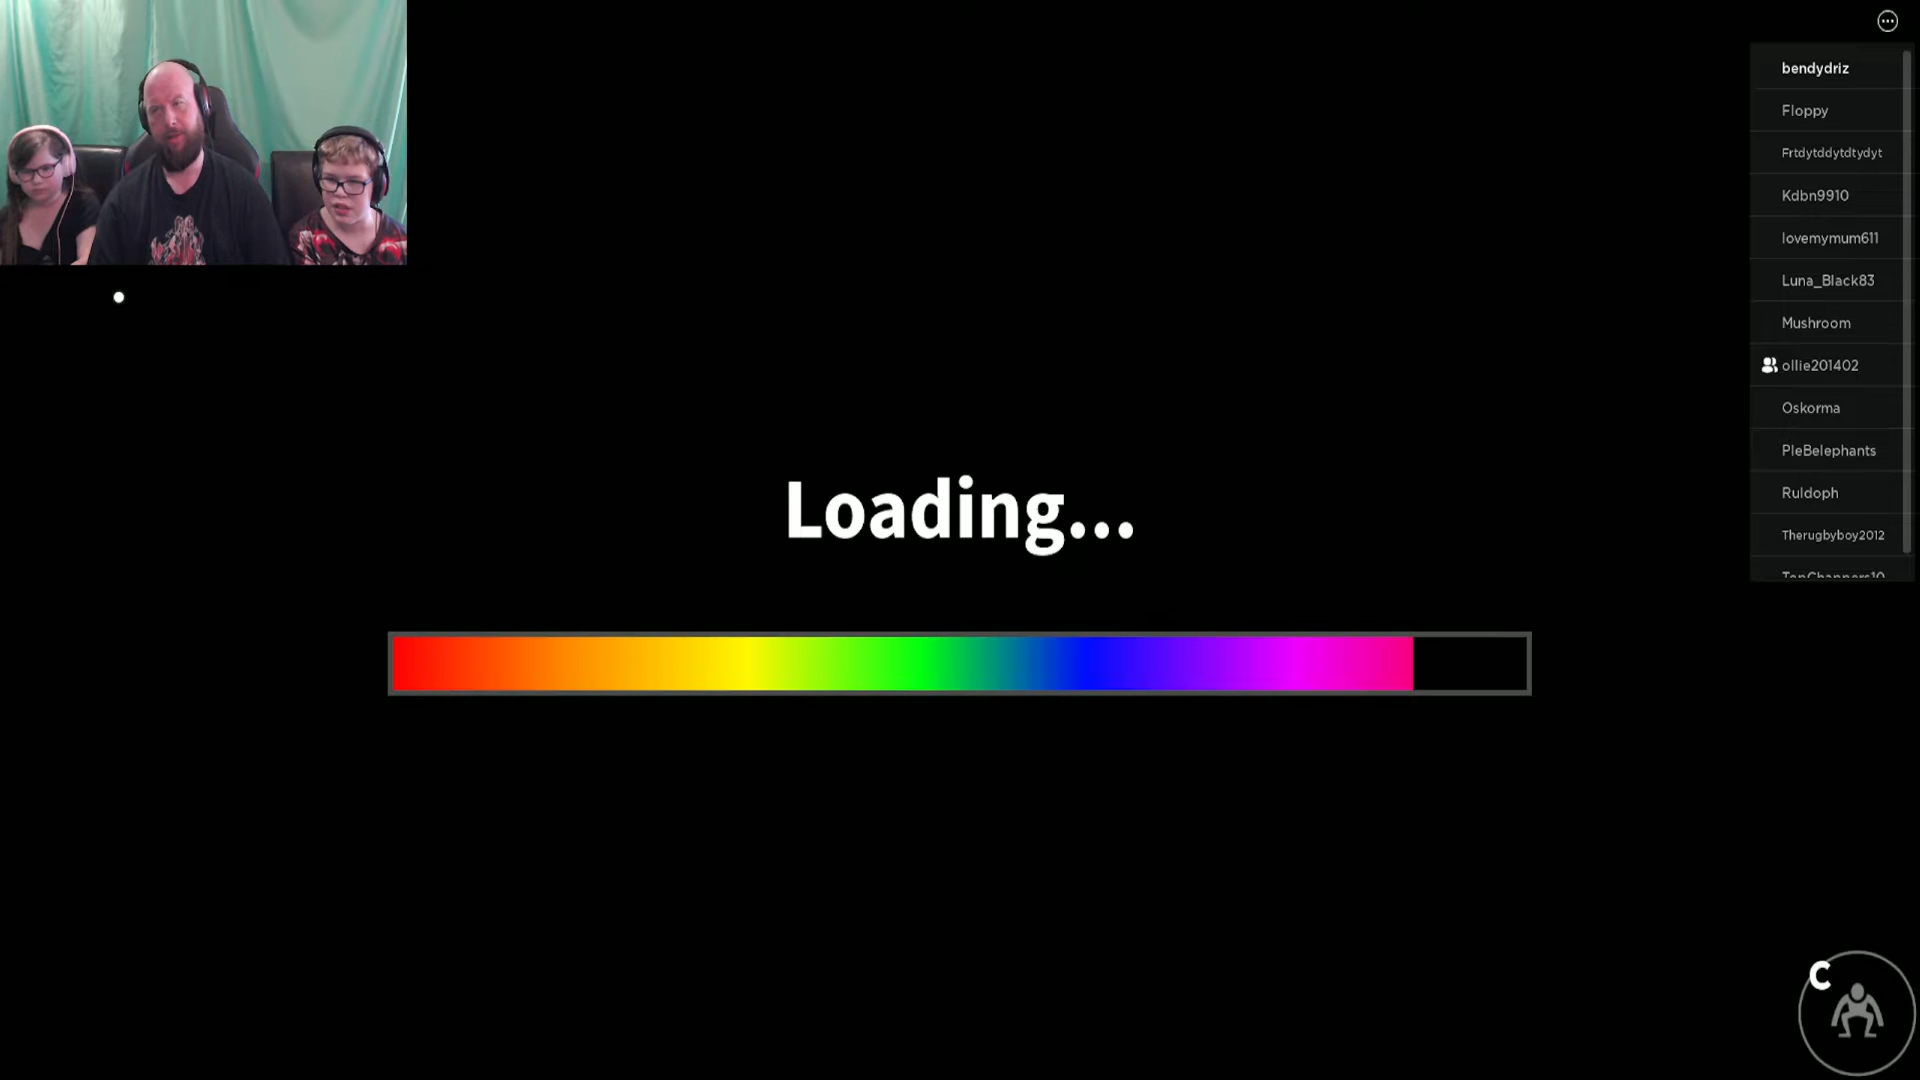 bendydriz
Floppy
Frtdytddytdtydyt
Kdbn9910
lovemymum611
Luna_Black83
Mushroom
ollie201402
Oskorma
PleBelephants
Ruldoph
Therugbyboy2012
Loading...
C